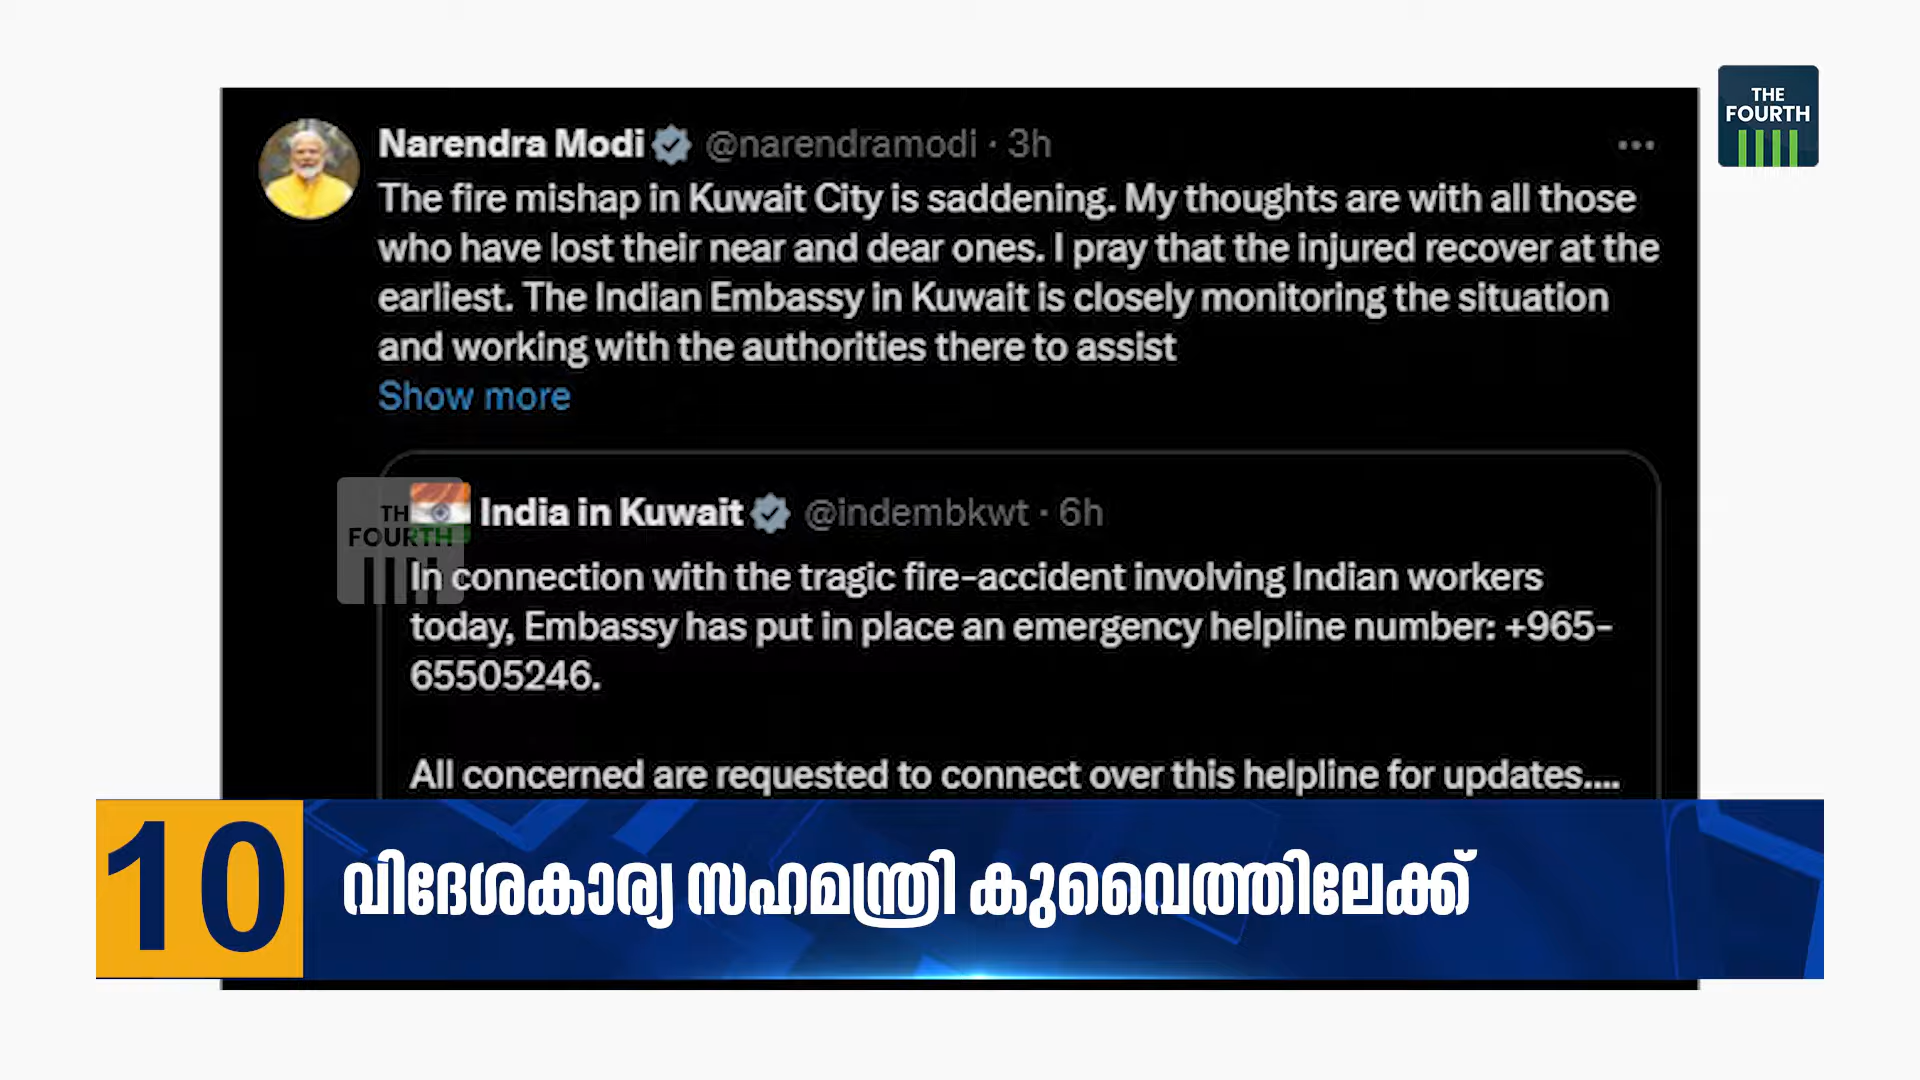 THE
FOURTH
Narendra Modi @narendramodi · 3h
The fire mishap in Kuwait City is saddening. My thoughts are with all those
who have lost their near and dear ones. I pray that the injured recover at the
earliest. The Indian Embassy in Kuwait is closely monitoring the situation
and working with the authorities there to assist
Show more
THE
FOURTH
India in Kuwait @indembkwt · 6h
In connection with the tragic fire-accident involving Indian workers
today, Embassy has put in place an emergency helpline number: +965-
65505246.
All concerned are requested to connect over this helpline for updates....
10
വിദേശകാര്യ സഹമന്ത്രി കുവൈത്തിലേക്ക്